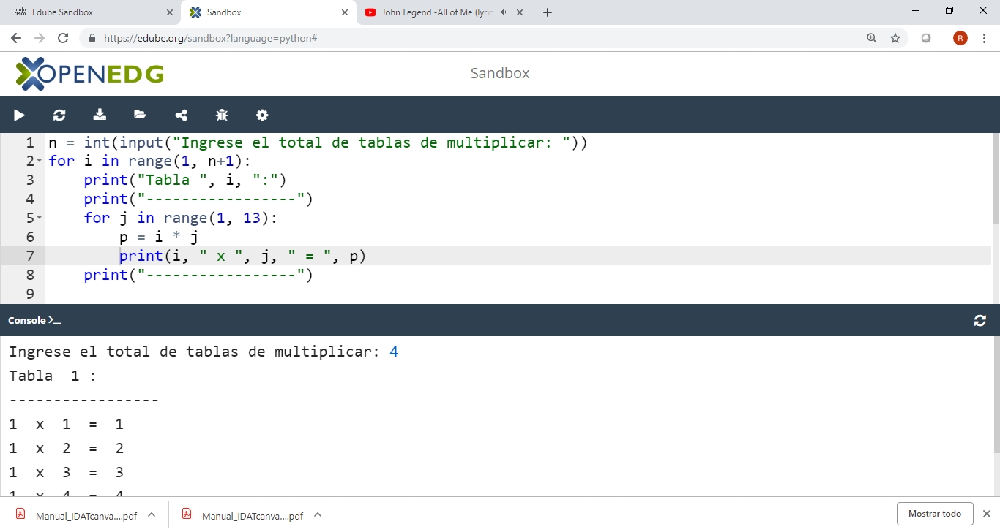 Edube Sandbox
Sandbox
John Legend -All of Me (lyric
https://edube.org/sandbox?language=python#
R
OPENEDG
Sandbox
1 n = int(input("Ingrese el total de tablas de multiplicar: "))
2 for i in range(1, n+1):
3     print("Tabla ", i, ":")
4     print("-----------------")
5     for j in range(1, 13):
6         p = i * j
7         print(i, " x ", j, " = ", p)
8     print("-----------------")
9
Console >_
Ingrese el total de tablas de multiplicar: 4
Tabla  1 :
-----------------
1  x  1  =  1
1  x  2  =  2
1  x  3  =  3
1  x  4  =  4
Manual_IDATcanva....pdf
Manual_IDATcanva....pdf
Mostrar todo